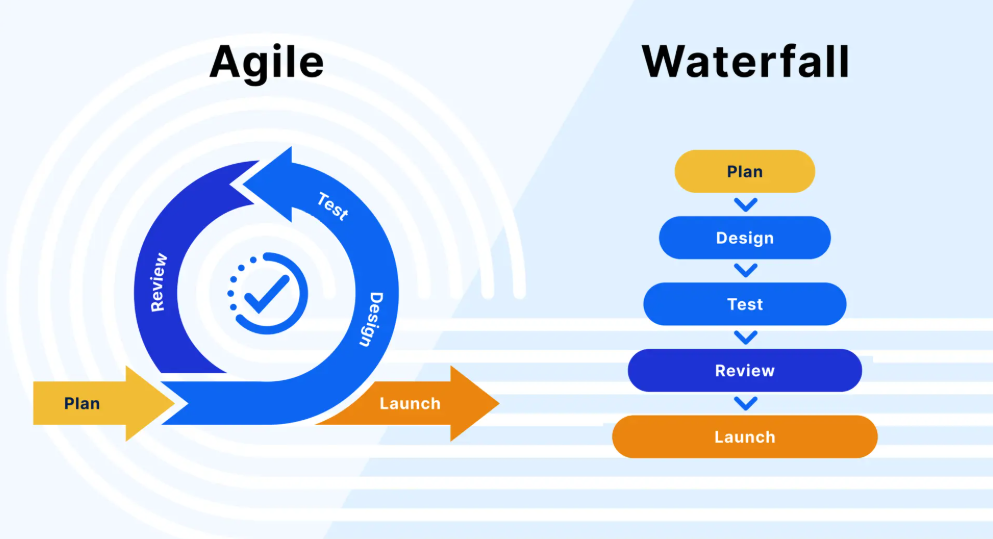 Agile
Test
Review
Design
Plan
Launch
Waterfall
Plan
Design
Test
Review
Launch